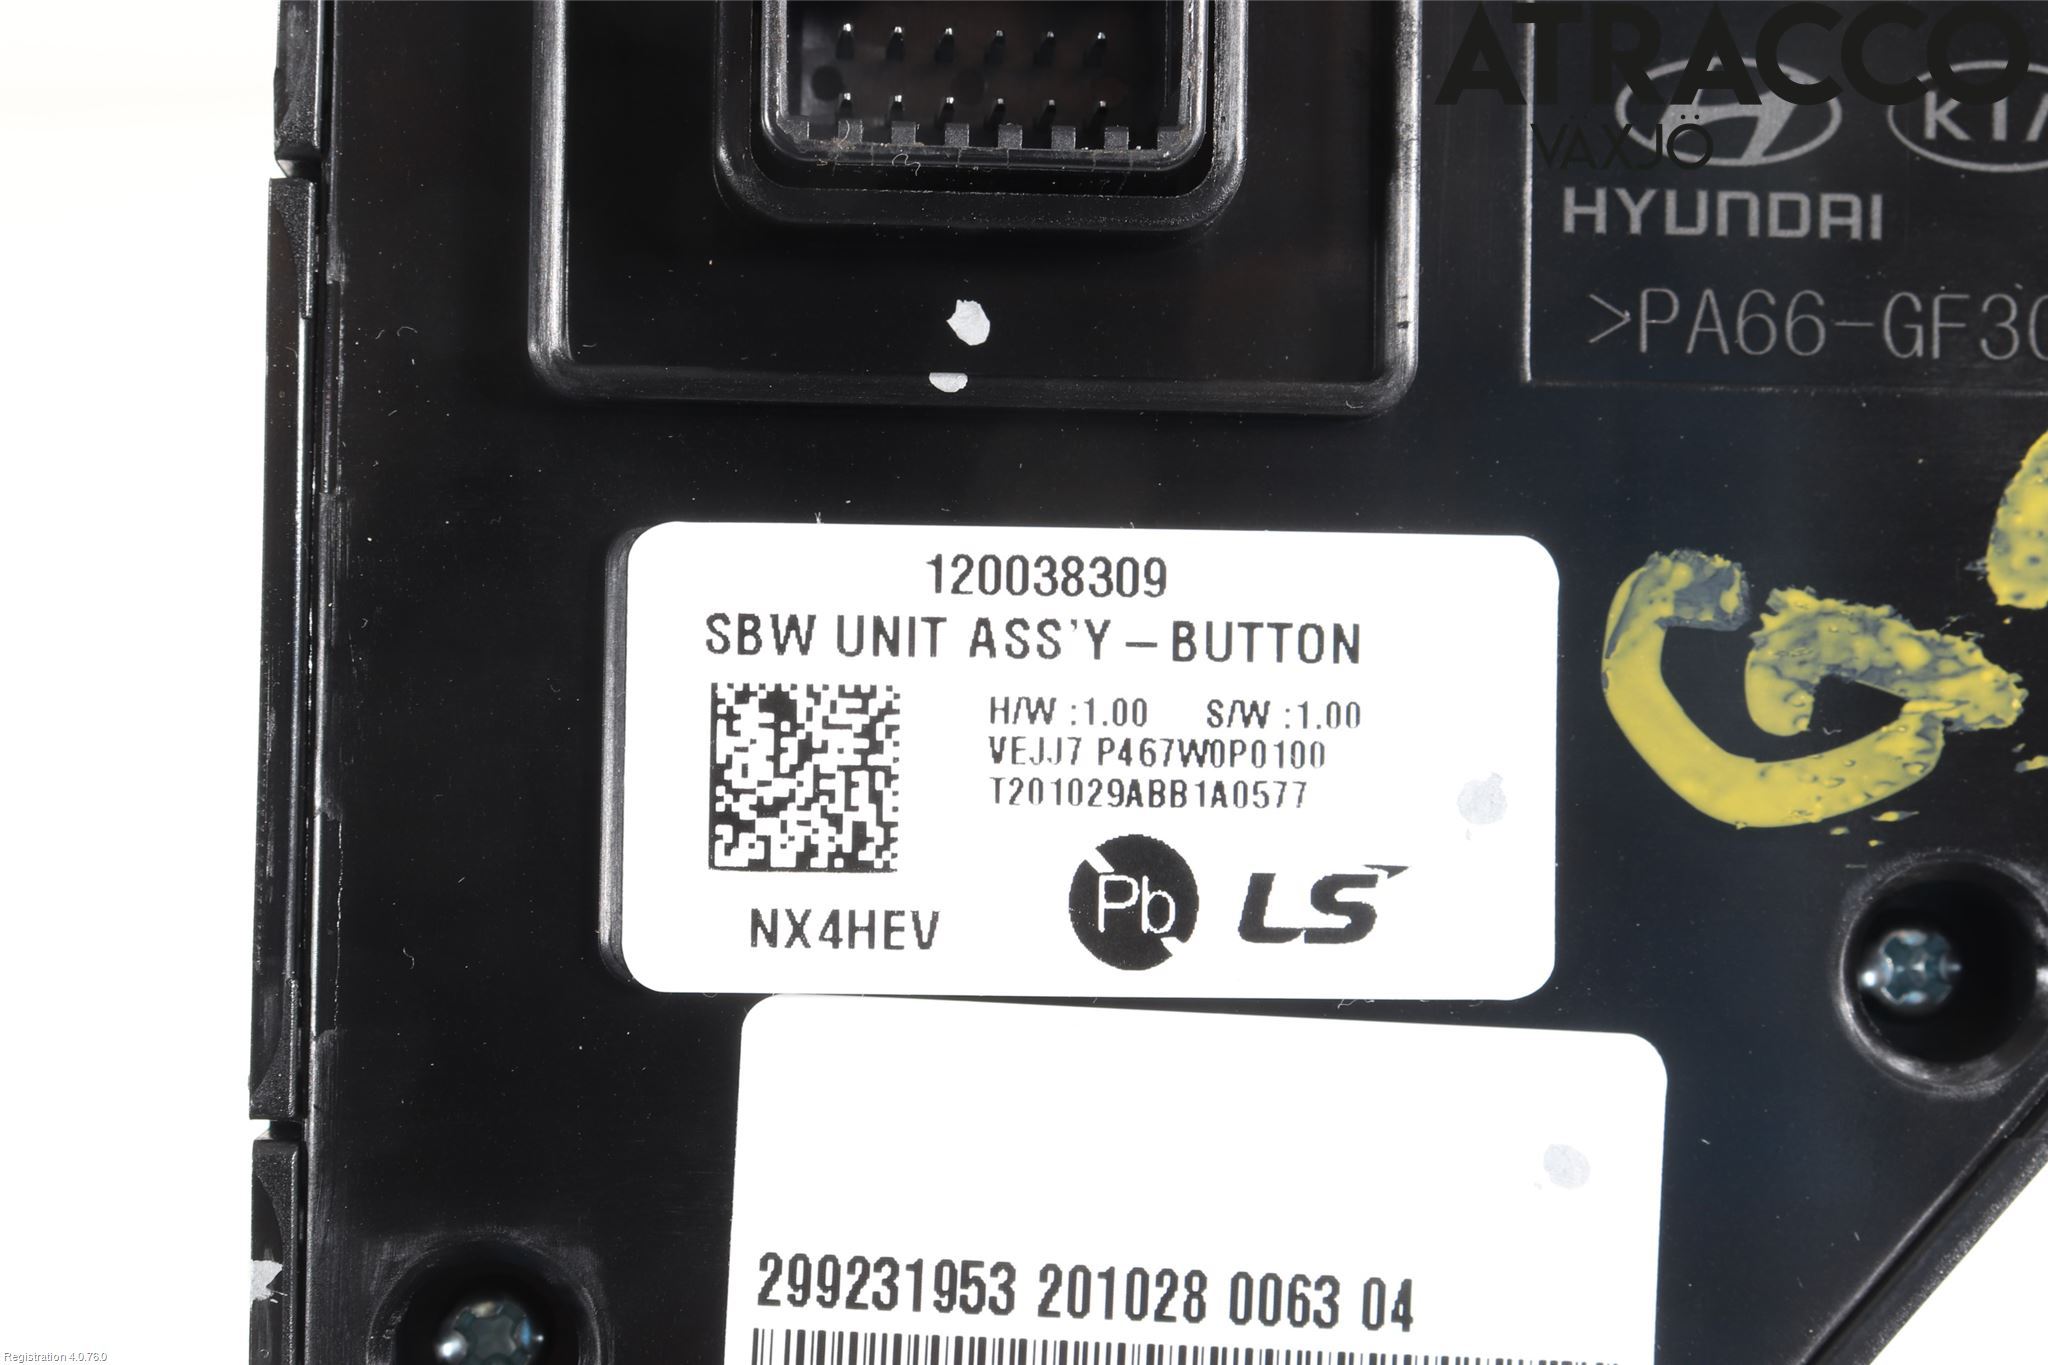 ATRACCO
VÄXJÖ
KIA
HYUNDAI
>PA66-GF30
120038309
SBW UNIT ASS'Y-BUTTON
H/W :1.00 S/W :1.00
VEJJ7 P467W0P0100
T201029ABB1A0577
Pb LS
NX4HEV
299231953 201028 0063 04
Registration 4.0.76.0